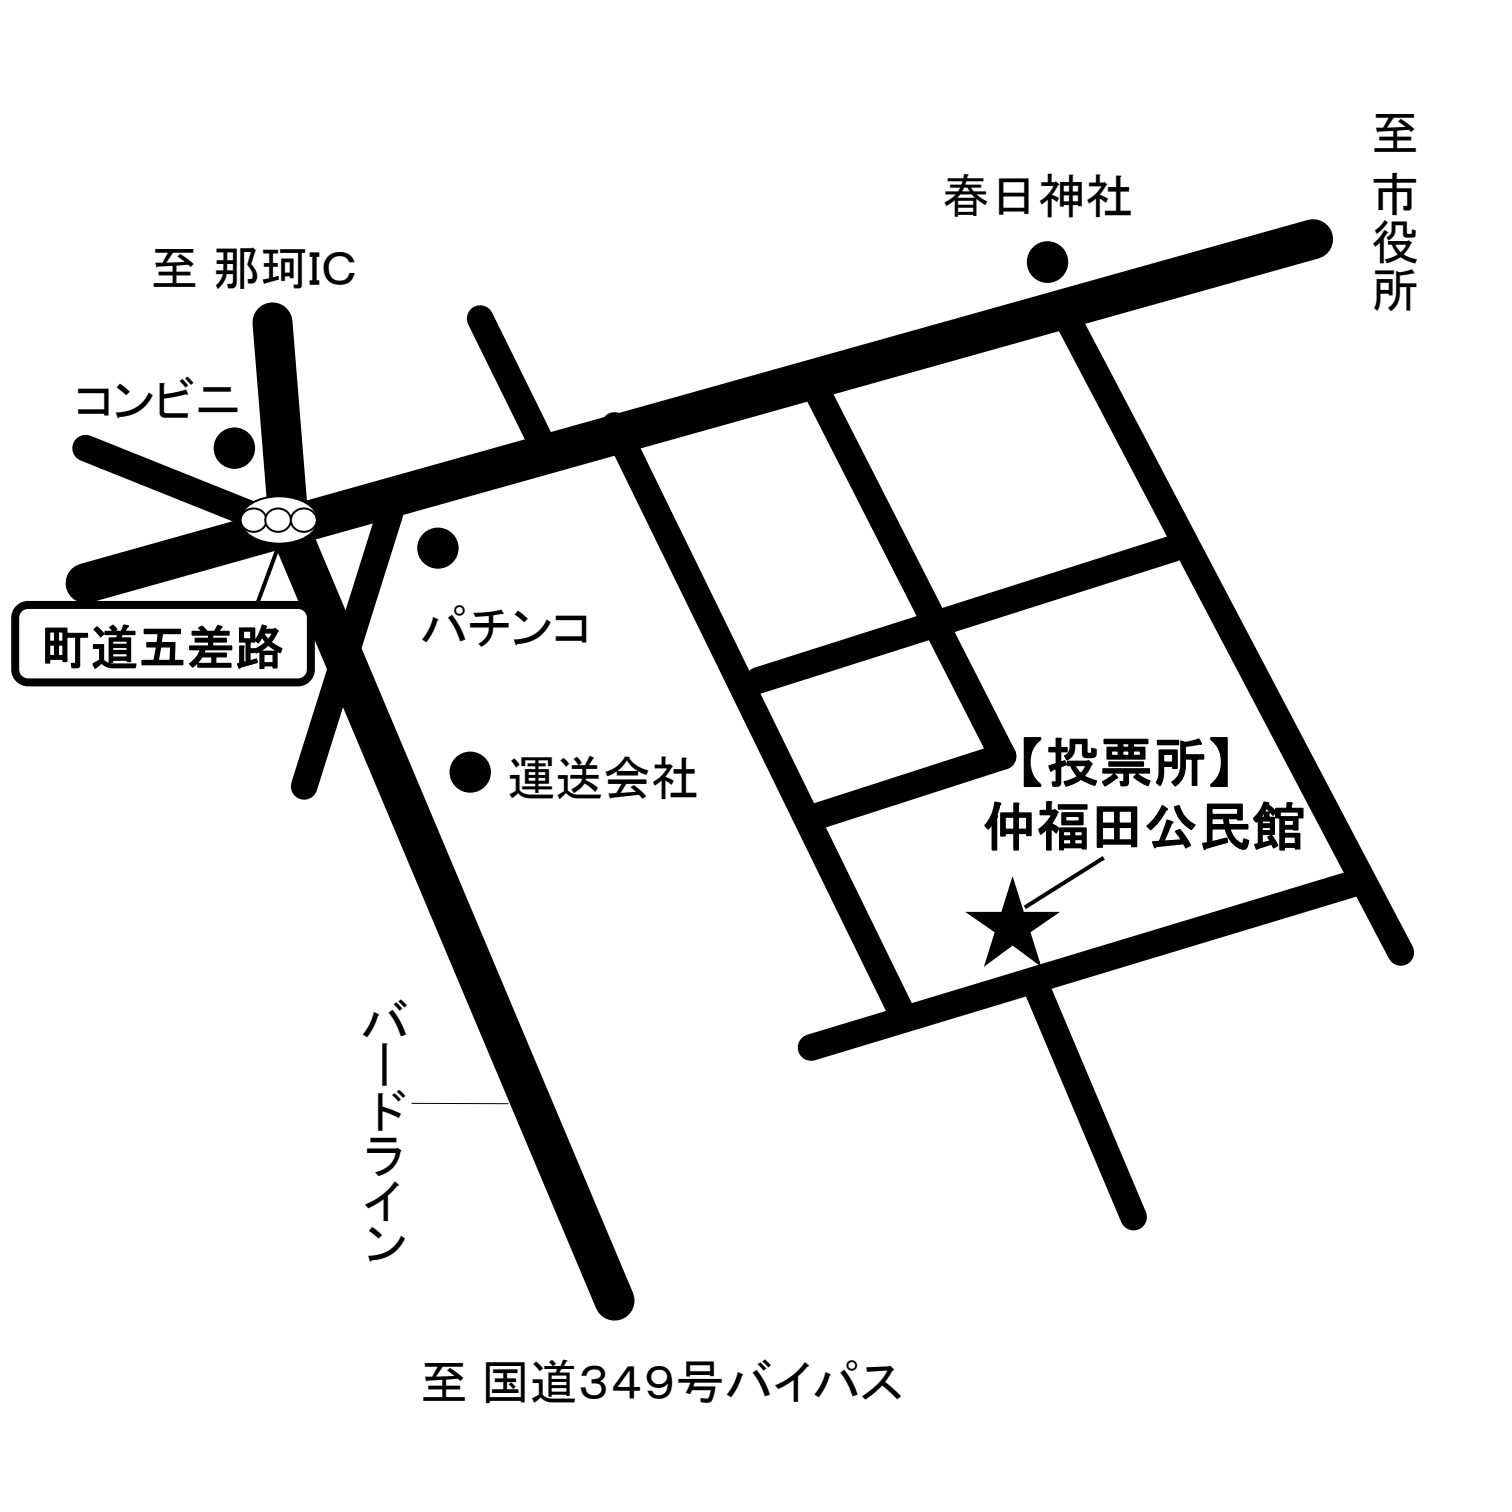 至 市役所
春日神社
至 那珂IC
コンビニ
パチンコ
町道五差路
【投票所】
仲福田公民館
運送会社
バードライン
至 国道349号バイパス